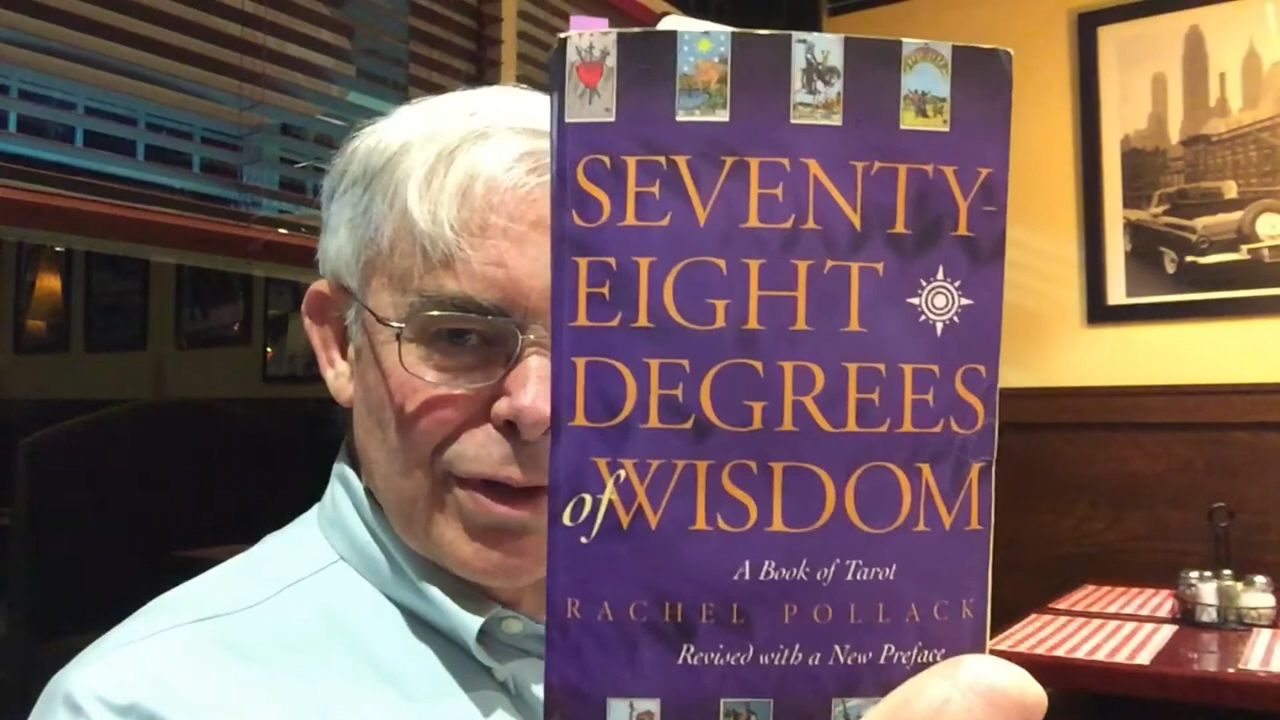 SEVENTY-
EIGHT
DEGREES
of WISDOM
A Book of Tarot
RACHEL POLLACK
Revised with a New Preface